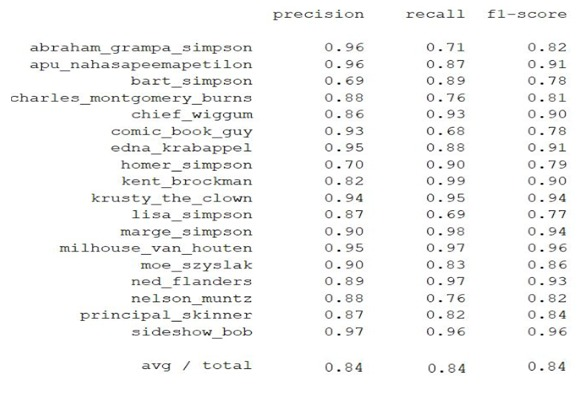 precision recall f1-score
abraham_grampa_simpson 0.96 0.71 0.82
apu_nahasapeemapetilon 0.96 0.87 0.91
bart_simpson 0.69 0.89 0.78
charles_montgomery_burns 0.88 0.76 0.81
chief_wiggum 0.86 0.93 0.90
comic_book_guy 0.93 0.68 0.78
edna_krabappel 0.95 0.88 0.91
homer_simpson 0.70 0.90 0.79
kent_brockman 0.82 0.99 0.90
krusty_the_clown 0.94 0.95 0.94
lisa_simpson 0.87 0.69 0.77
marge_simpson 0.90 0.98 0.94
milhouse_van_houten 0.95 0.97 0.96
moe_szyslak 0.90 0.83 0.86
ned_flanders 0.89 0.97 0.93
nelson_muntz 0.88 0.76 0.82
principal_skinner 0.87 0.82 0.84
sideshow_bob 0.97 0.96 0.96
avg / total 0.84 0.84 0.84